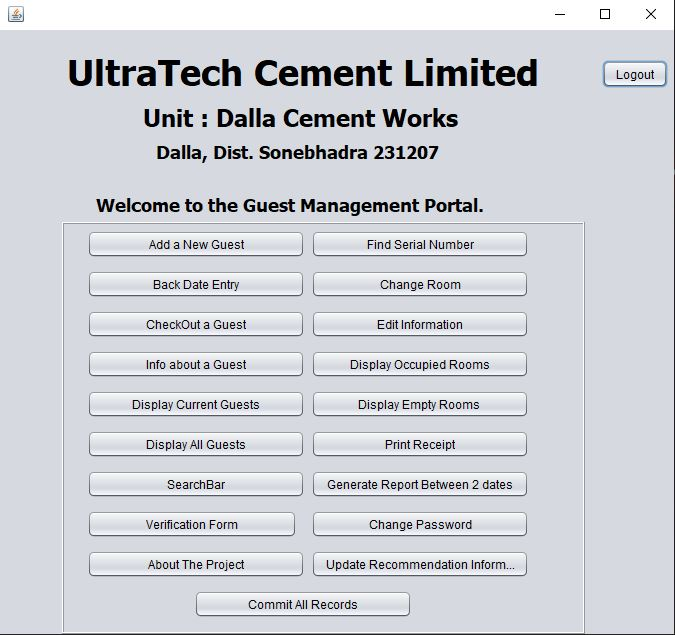 UltraTech Cement Limited
Logout
Unit : Dalla Cement Works
Dalla, Dist. Sonebhadra 231207
Welcome to the Guest Management Portal.
Add a New Guest
Find Serial Number
Back Date Entry
Change Room
CheckOut a Guest
Edit Information
Info about a Guest
Display Occupied Rooms
Display Current Guests
Display Empty Rooms
Display All Guests
Print Receipt
SearchBar
Generate Report Between 2 dates
Verification Form
Change Password
About The Project
Update Recommendation Inform...
Commit All Records